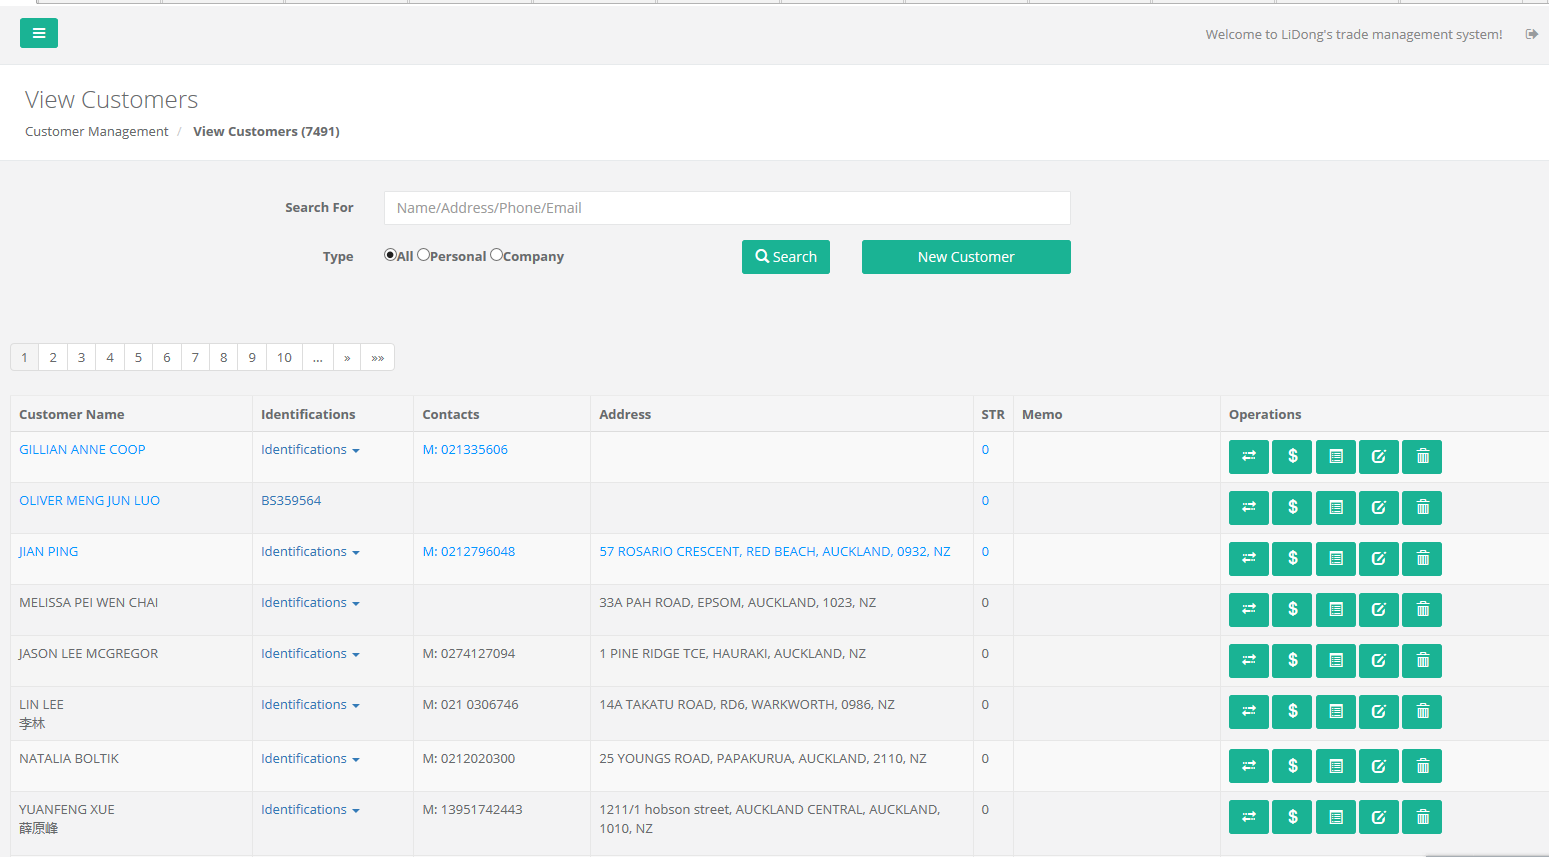 Welcome to LiDong's trade management system!
View Customers
Customer Management / View Customers (7491)
Search For Name/Address/Phone/Email
Type All Personal Company Search New Customer
1 2 3 4 5 6 7 8 9 10 ... » »»
Customer Name Identifications Contacts Address STR Memo Operations
GILLIAN ANNE COOP Identifications M: 021335606 0
OLIVER MENG JUN LUO BS359564 0
JIAN PING Identifications M: 0212796048 57 ROSARIO CRESCENT, RED BEACH, AUCKLAND, 0932, NZ 0
MELISSA PEI WEN CHAI Identifications 33A PAH ROAD, EPSOM, AUCKLAND, 1023, NZ 0
JASON LEE MCGREGOR Identifications M: 0274127094 1 PINE RIDGE TCE, HAURAKI, AUCKLAND, NZ 0
LIN LEE Identifications M: 021 0306746 14A TAKATU ROAD, RD6, WARKWORTH, 0986, NZ 0
李林
NATALIA BOLTIK Identifications M: 0212020300 25 YOUNGS ROAD, PAPAKURUA, AUCKLAND, 2110, NZ 0
YUANFENG XUE Identifications M: 13951742443 1211/1 hobson street, AUCKLAND CENTRAL, AUCKLAND, 0
薛原峰 1010, NZ